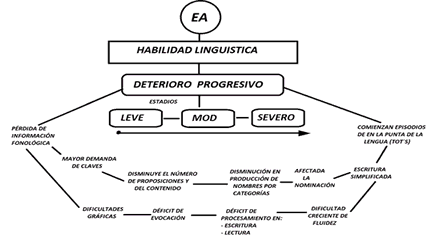 EA
HABILIDAD LINGUISTICA
DETERIORO PROGRESIVO
ESTADIOS
LEVE
MOD
SEVERO
PÉRDIDA DE
INFORMACIÓN
FONOLÓGICA
COMIENZAN EPISODIOS
DE EN LA PUNTA DE LA
LENGUA (TOT´S)
MAYOR DEMANDA
DE CLAVES
DISMINUYE EL NÚMERO
DE PROPOSICIONES Y
DEL CONTENIDO
DISMINUCIÓN EN
PRODUCCIÓN DE
NOMBRES POR
CATEGORÍAS
AFECTADA
LA
NOMINACIÓN
ESCRITURA
SIMPLIFICADA
DIFICULTADES
GRÁFICAS
DÉFICIT DE
EVOCACIÓN
DÉFICIT DE
PROCESAMIENTO EN:
- ESCRITURA
- LECTURA
DIFICULTAD
CRECIENTE DE
FLUIDEZ